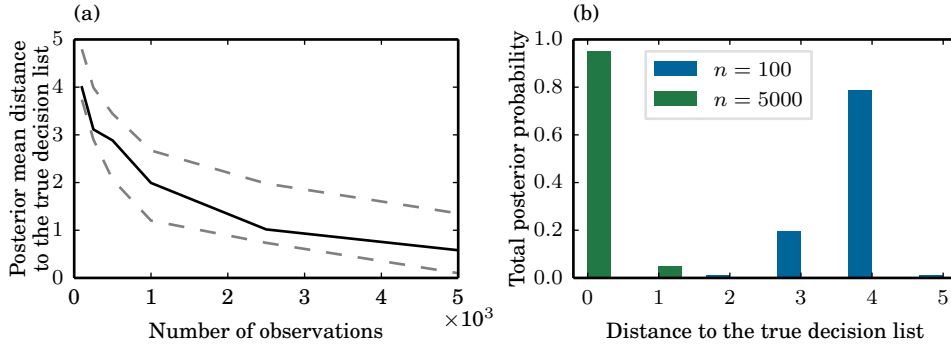 (a)
Posterior mean distance
to the true decision list
5
4
3
2
1
0
0 1 2 3 4 5
×10³
Number of observations
(b)
Total posterior probability
1.0
0.8
0.6
0.4
0.2
0.0
n = 100
n = 5000
0 1 2 3 4 5
Distance to the true decision list